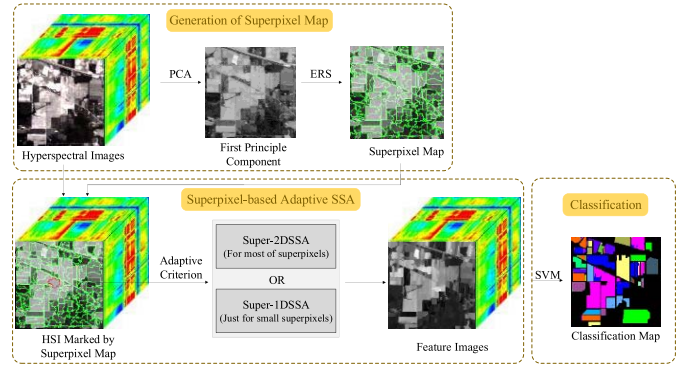 Generation of Superpixel Map
PCA
ERS
Hyperspectral Images
First Principle
Component
Superpixel Map
Superpixel-based Adaptive SSA
Classification
Adaptive
Criterion
Super-2DSSA
(For most of superpixels)
OR
Super-1DSSA
(Just for small superpixels)
SVM
HSI Marked by
Superpixel Map
Feature Images
Classification Map